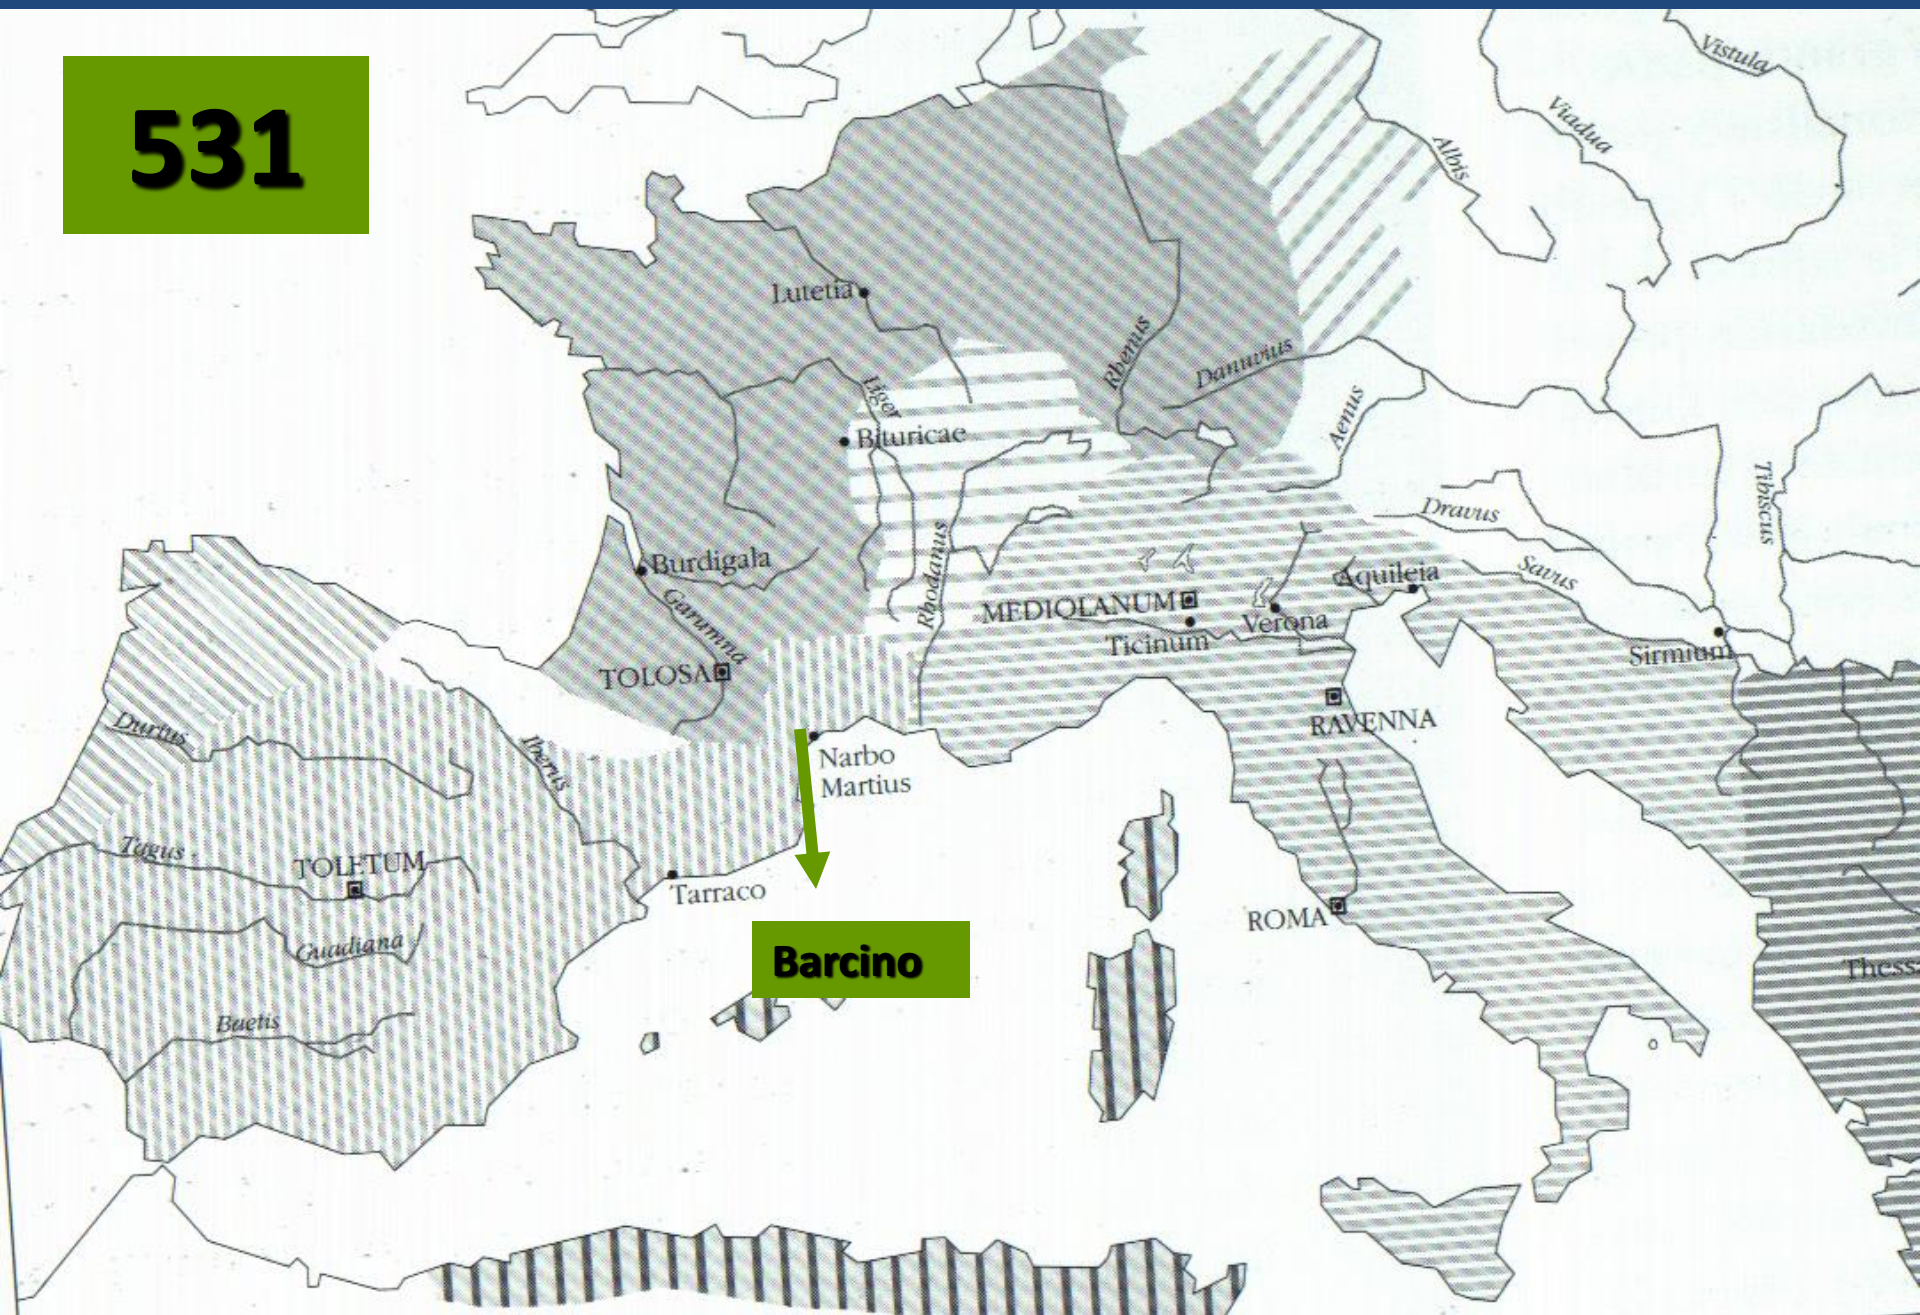 531
Vistula
Viadua
Albis
Lutetia
Rhenus
Danuvius
Liger
Bituricae
Aenus
Tibiscus
Dravus
Savus
Rhodanus
Burdigala
Garumna
Aquileia
MEDIOLANUM
Verona
Ticinum
Sirmium
TOLOSA
RAVENNA
Durius
Iberus
Narbo
Martius
Tagus
TOLETUM
Tarraco
ROMA
Guadiana
Barcino
Thess
Baetis